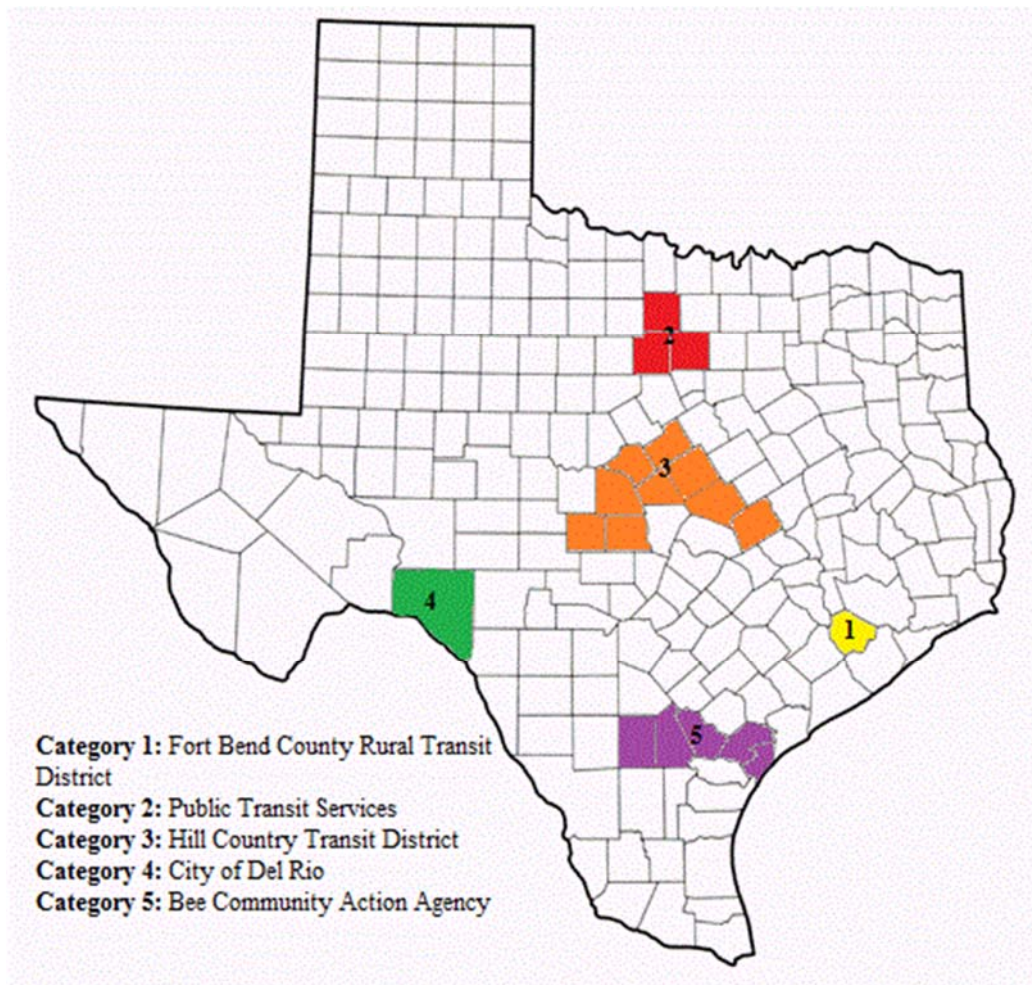 2
3
4
1
5
Category 1: Fort Bend County Rural Transit
District
Category 2: Public Transit Services
Category 3: Hill Country Transit District
Category 4: City of Del Rio
Category 5: Bee Community Action Agency